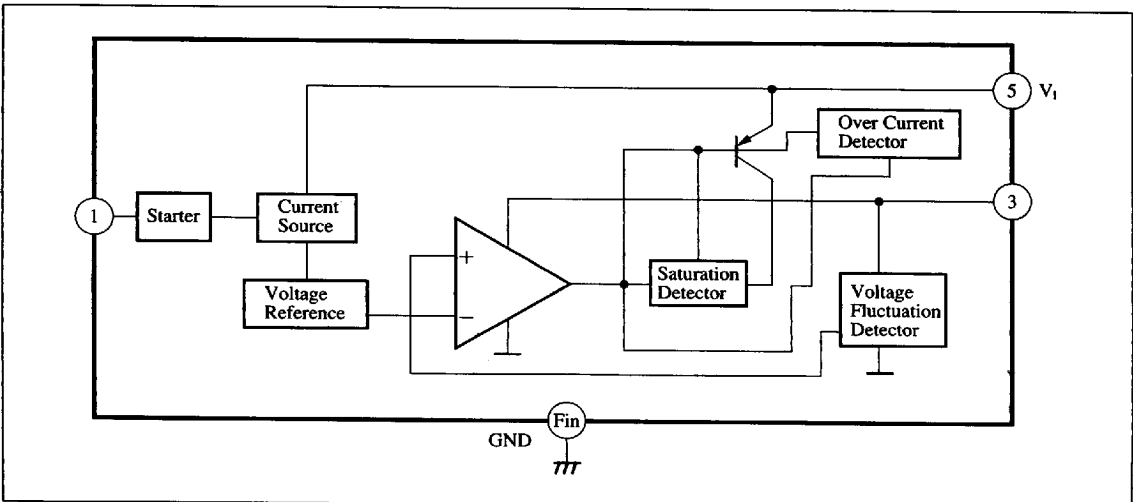 5 V₁
Over Current
Detector
1
Starter
Current
Source
3
+
Saturation
Detector
Voltage
Fluctuation
Detector
Voltage
Reference
−
Fin
GND